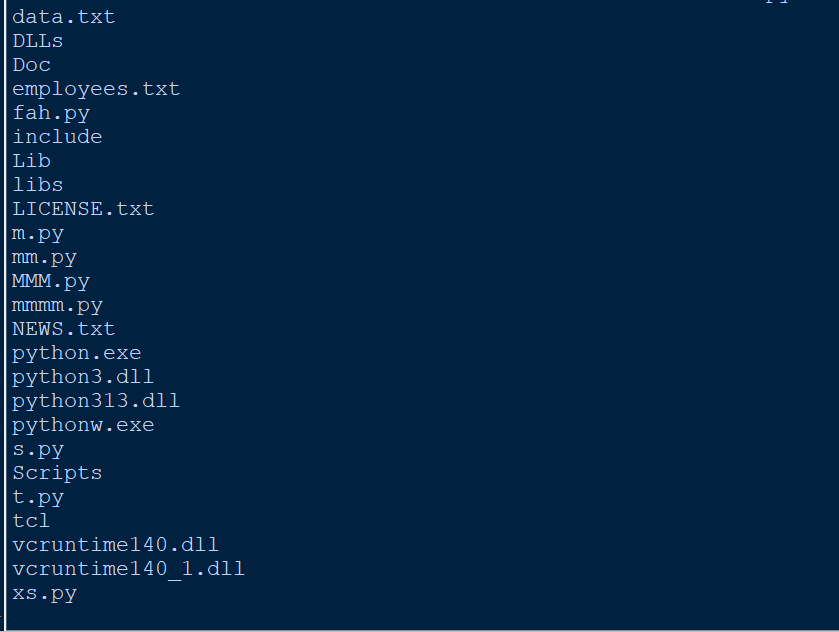 data.txt
DLLs
Doc
employees.txt
fah.py
include
Lib
libs
LICENSE.txt
m.py
mm.py
MMM.py
mmmm.py
NEWS.txt
python.exe
python3.dll
python313.dll
pythonw.exe
s.py
Scripts
t.py
tcl
vcruntime140.dll
vcruntime140_1.dll
xs.py